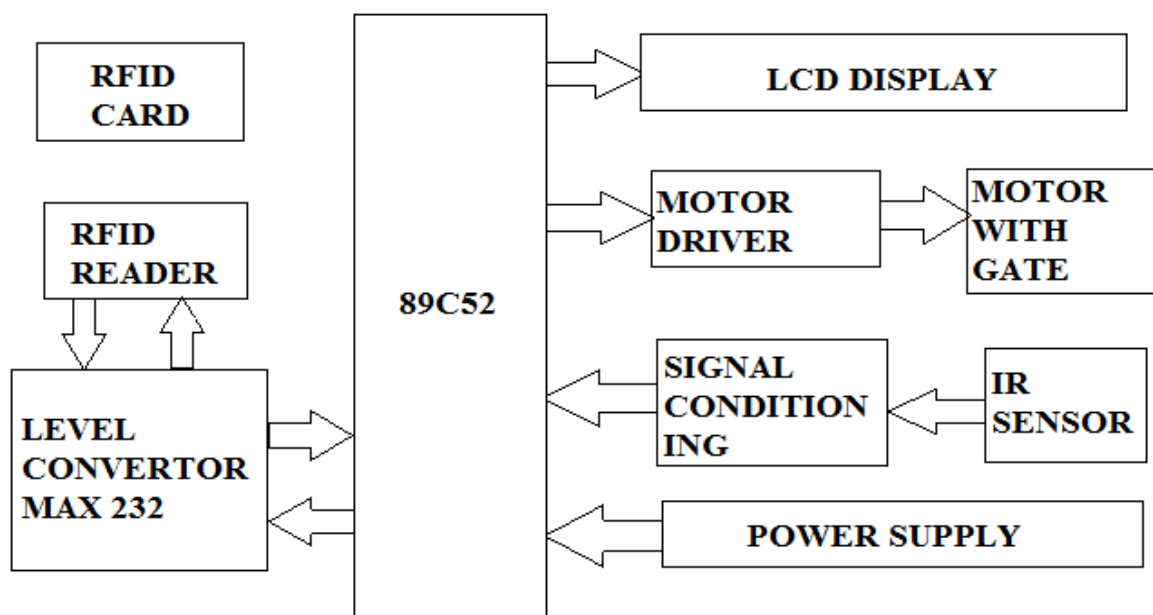 RFID
CARD
RFID
READER
LEVEL
CONVERTOR
MAX 232
89C52
LCD DISPLAY
MOTOR
DRIVER
MOTOR
WITH
GATE
SIGNAL
CONDITION
ING
IR
SENSOR
POWER SUPPLY